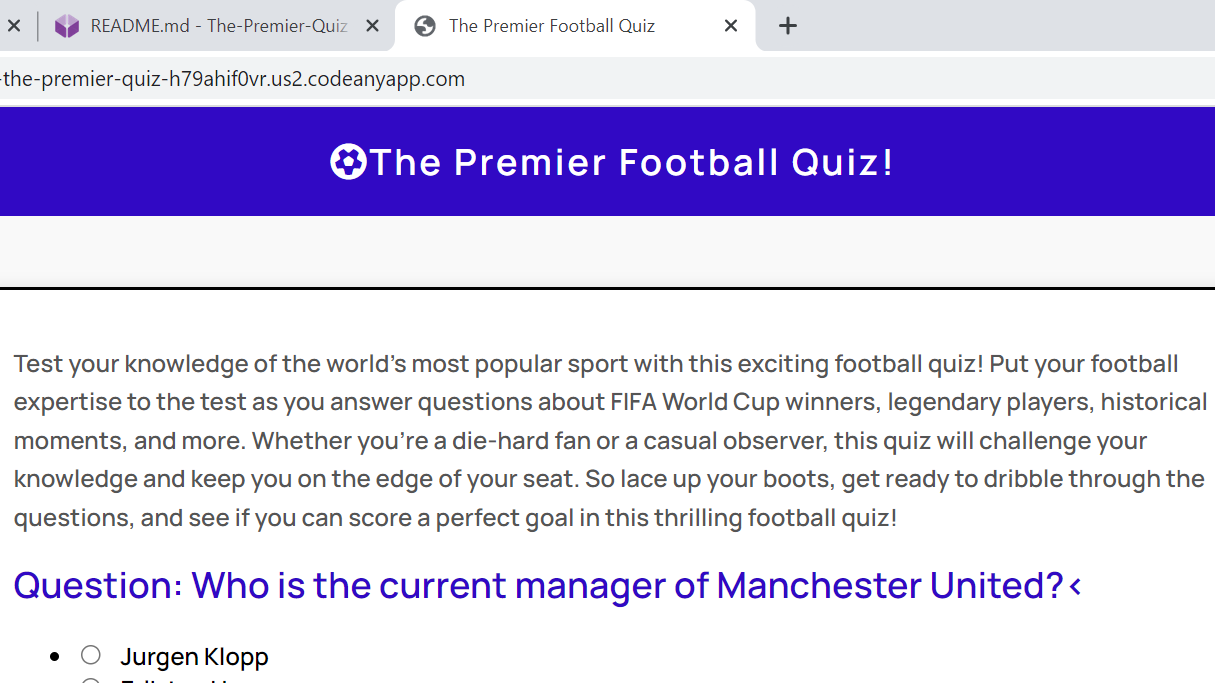 README.md - The-Premier-Quiz
The Premier Football Quiz
-the-premier-quiz-h79ahif0vr.us2.codeanyapp.com
The Premier Football Quiz!
Test your knowledge of the world's most popular sport with this exciting football quiz! Put your football
expertise to the test as you answer questions about FIFA World Cup winners, legendary players, historical
moments, and more. Whether you're a die-hard fan or a casual observer, this quiz will challenge your
knowledge and keep you on the edge of your seat. So lace up your boots, get ready to dribble through the
questions, and see if you can score a perfect goal in this thrilling football quiz!
Question: Who is the current manager of Manchester United?<
Jurgen Klopp